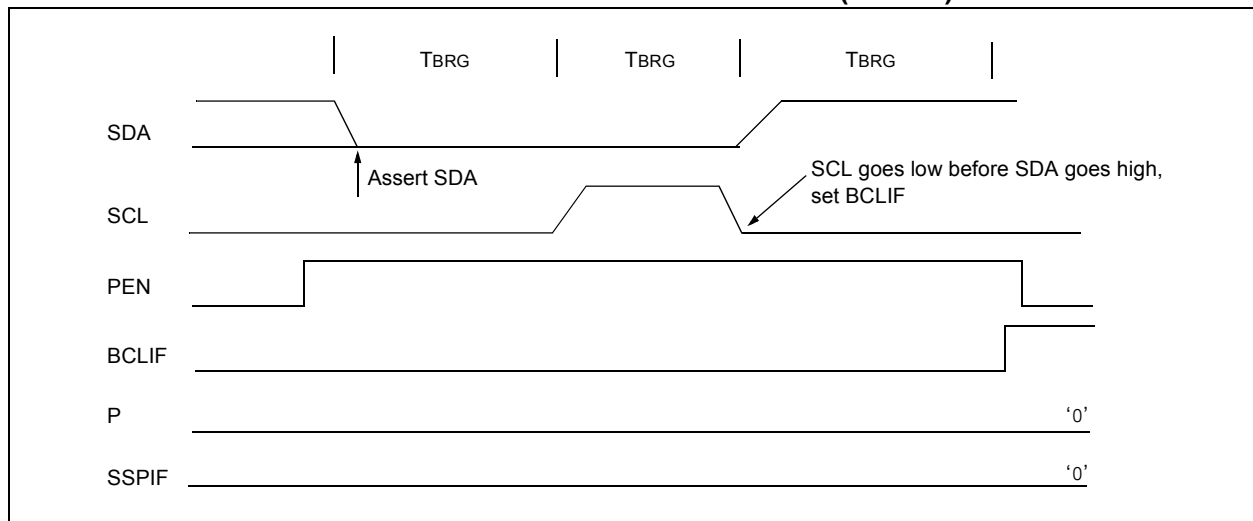 TBRG TBRG TBRG
SDA
Assert SDA
SCL goes low before SDA goes high,
set BCLIF
SCL
PEN
BCLIF
P
'0'
SSPIF
'0'